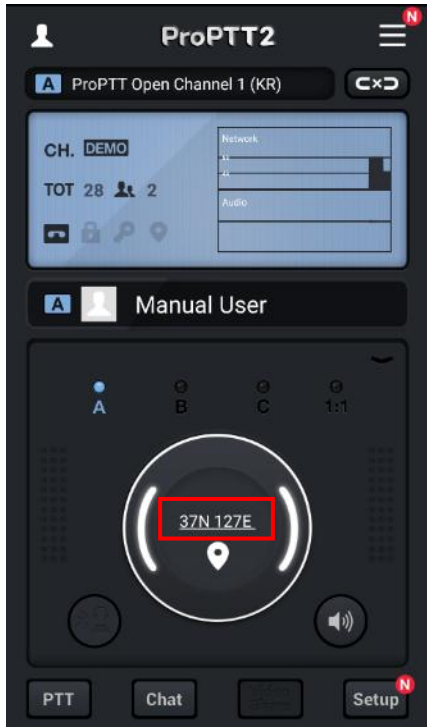 N
ProPTT2
A ProPTT Open Channel 1 (KR)
CH. DEMO
TOT 28 2
Network
Audio
A Manual User
A B C 1:1
37N 127E
N
PTT Chat Setup